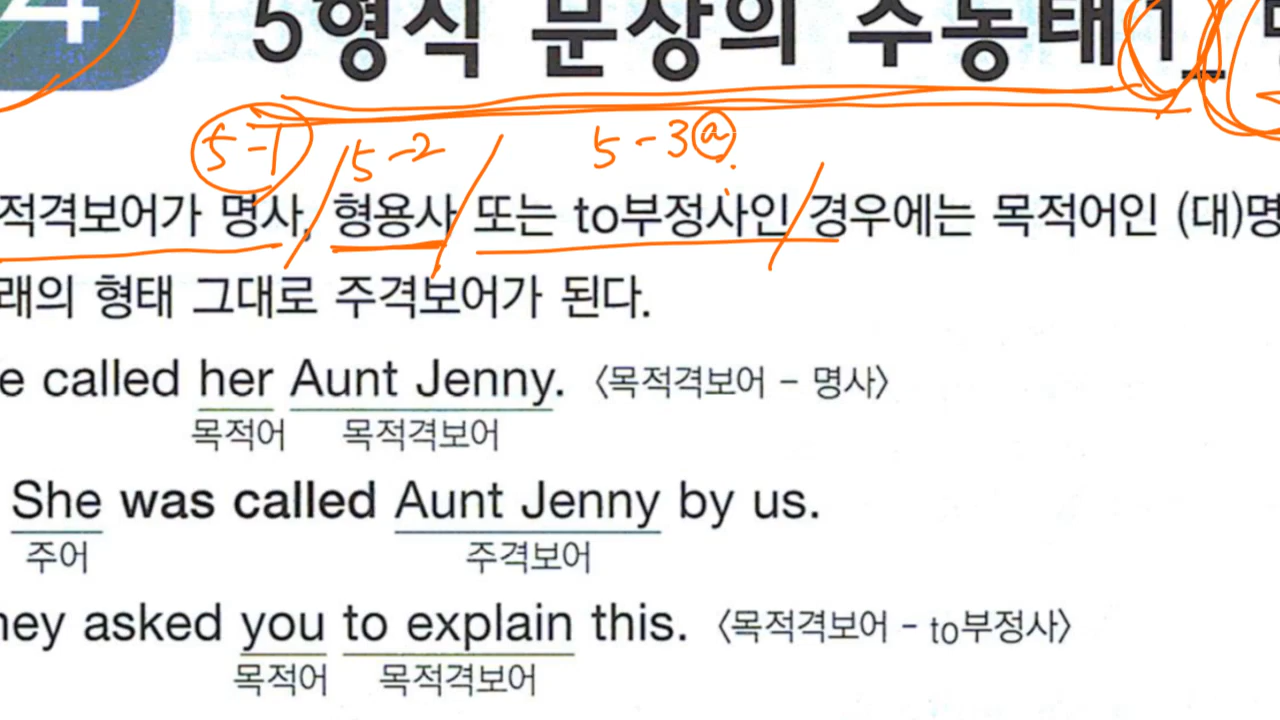 4
5형식 문장의 수동태1_
5-1 5-2 5-3ⓐ
적격보어가 명사, 형용사 또는 to부정사인 경우에는 목적어인 (대)명
래의 형태 그대로 주격보어가 된다.
e called her Aunt Jenny. 〈목적격보어 - 명사〉
목적어 목적격보어
She was called Aunt Jenny by us.
주어 주격보어
hey asked you to explain this. 〈목적격보어 - to부정사〉
목적어 목적격보어